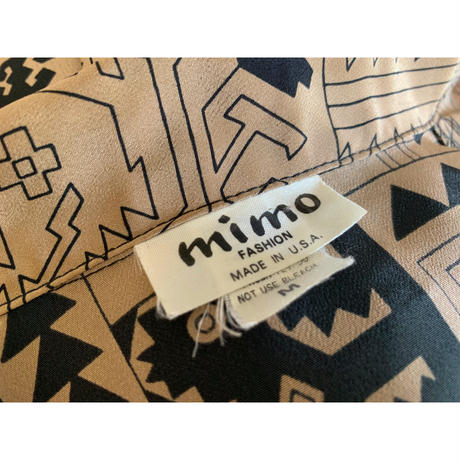 mimo
FASHION
MADE IN U.S.A.
NOT USE BLEACH
M